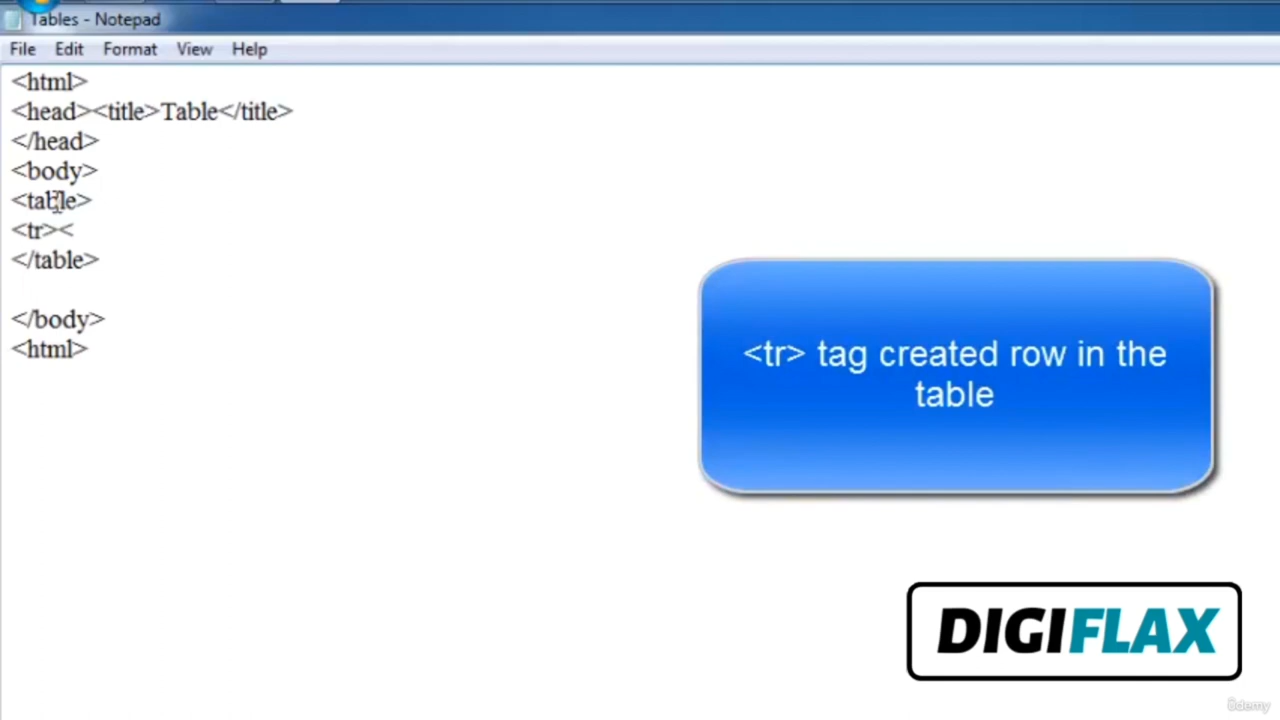 Tables - Notepad
File Edit Format View Help
<html>
<head><title>Table</title>
</head>
<body>
<table>
<tr><
</table>
</body>
<html>
<tr> tag created row in the
table
DIGIFLAX
Udemy